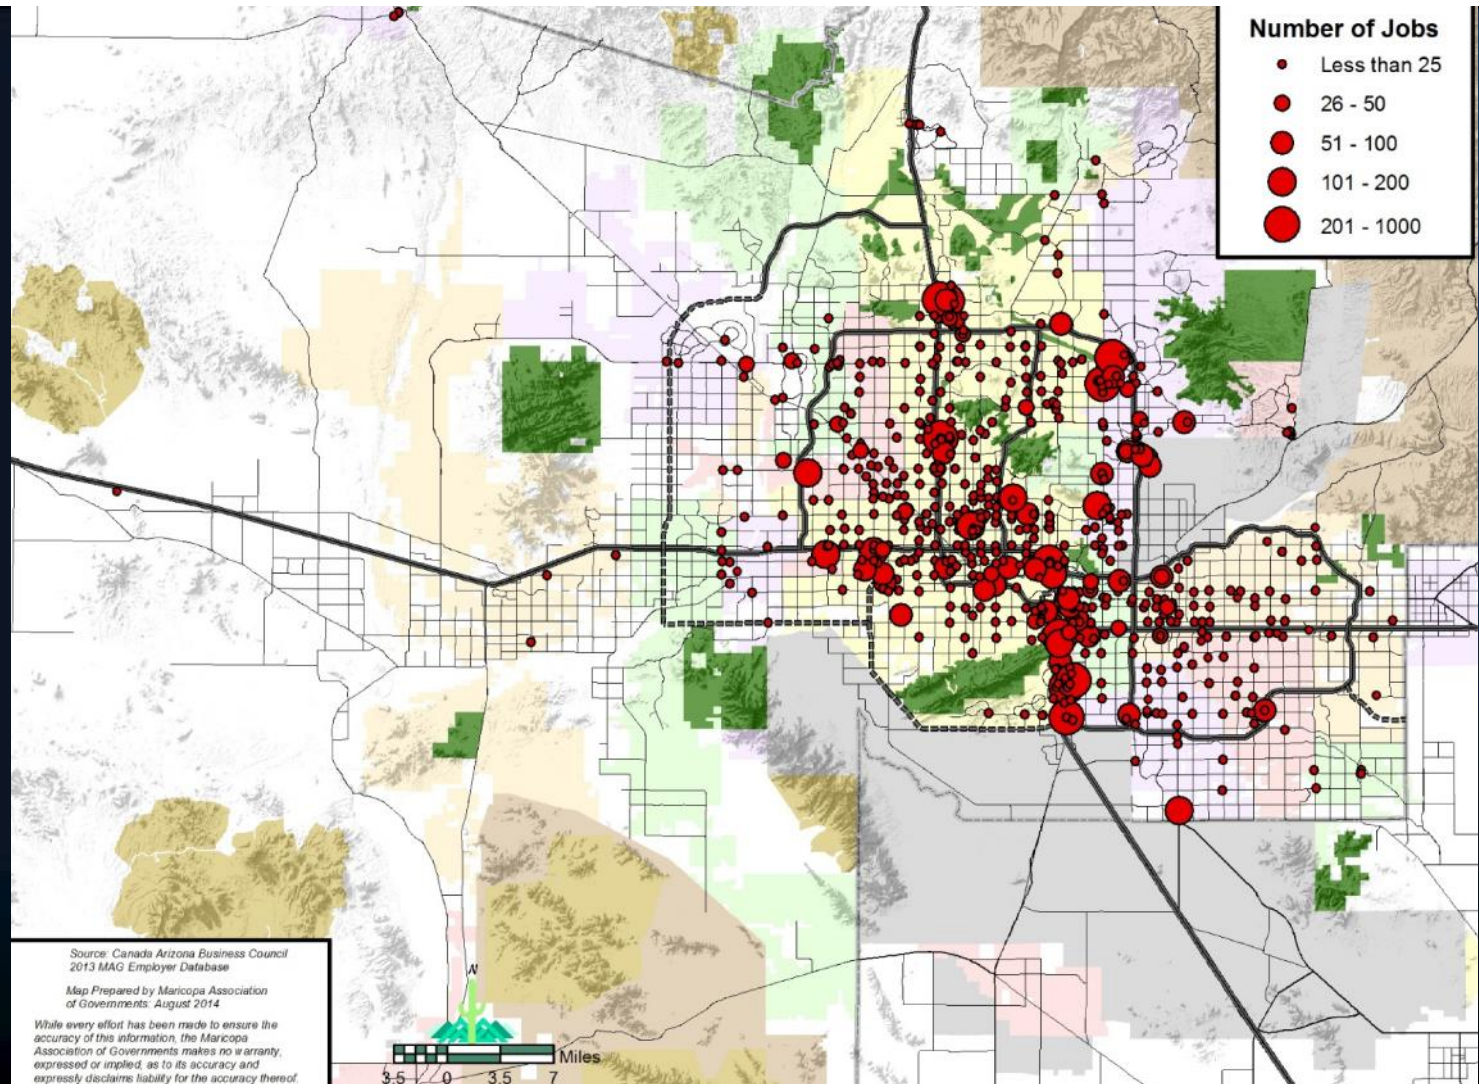 Number of Jobs
Less than 25
26 - 50
51 - 100
101 - 200
201 - 1000
Source: Canada Arizona Business Council
2013 MAG Employer Database
Map Prepared by Maricopa Association
of Governments: August 2014
While every effort has been made to ensure the
accuracy of this information, the Maricopa
Association of Governments makes no warranty,
expressed or implied, as to its accuracy and
expressly disclaims liability for the accuracy thereof.
N
Miles
3.5 0 3.5 7